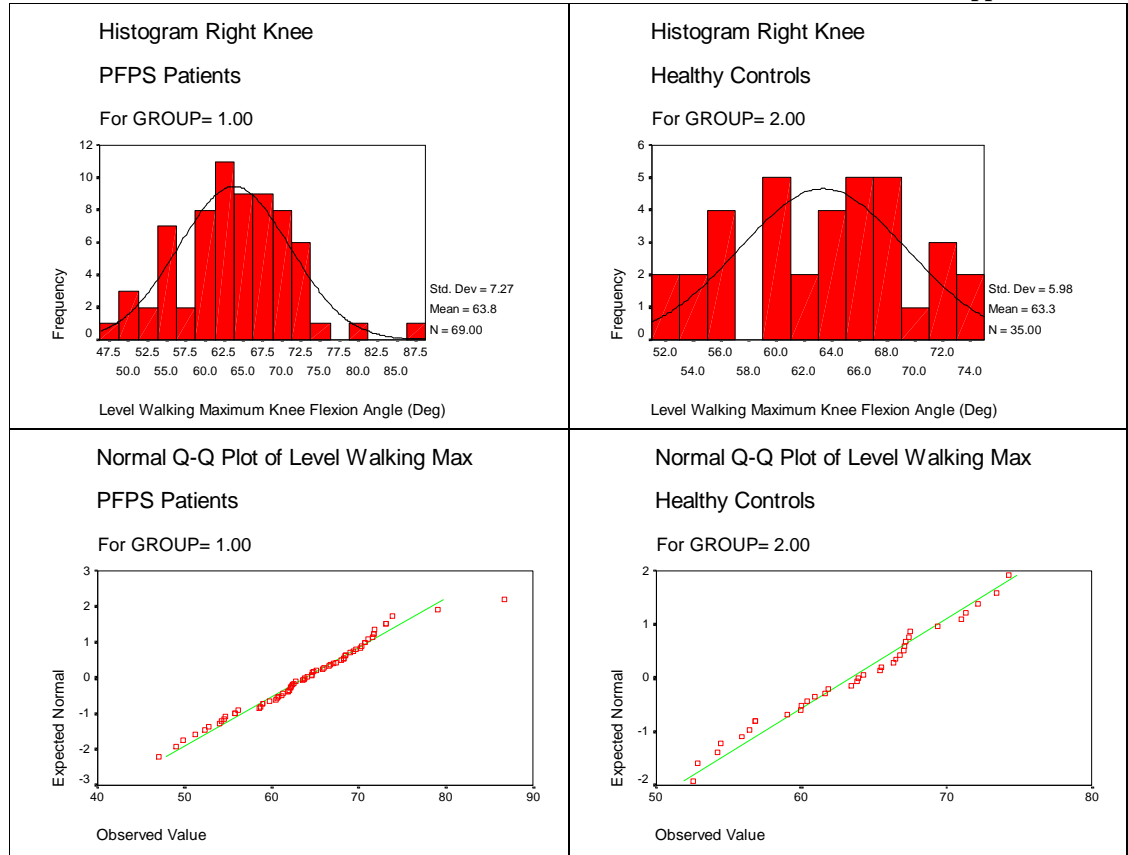 Histogram Right Knee
PFPS Patients
For GROUP= 1.00
12
10
8
6
4
2
0
Frequency
Std. Dev = 7.27
Mean = 63.8
N = 69.00
47.5 52.5 57.5 62.5 67.5 72.5 77.5 82.5 87.5
50.0 55.0 60.0 65.0 70.0 75.0 80.0 85.0
Level Walking Maximum Knee Flexion Angle (Deg)
Histogram Right Knee
Healthy Controls
For GROUP= 2.00
6
5
4
3
2
1
0
Frequency
Std. Dev = 5.98
Mean = 63.3
N = 35.00
52.0 56.0 60.0 64.0 68.0 72.0
54.0 58.0 62.0 66.0 70.0 74.0
Level Walking Maximum Knee Flexion Angle (Deg)
Normal Q-Q Plot of Level Walking Max
PFPS Patients
For GROUP= 1.00
3
2
1
0
-1
-2
-3
Expected Normal
40 50 60 70 80 90
Observed Value
Normal Q-Q Plot of Level Walking Max
Healthy Controls
For GROUP= 2.00
2
1
0
-1
-2
Expected Normal
50 60 70 80
Observed Value